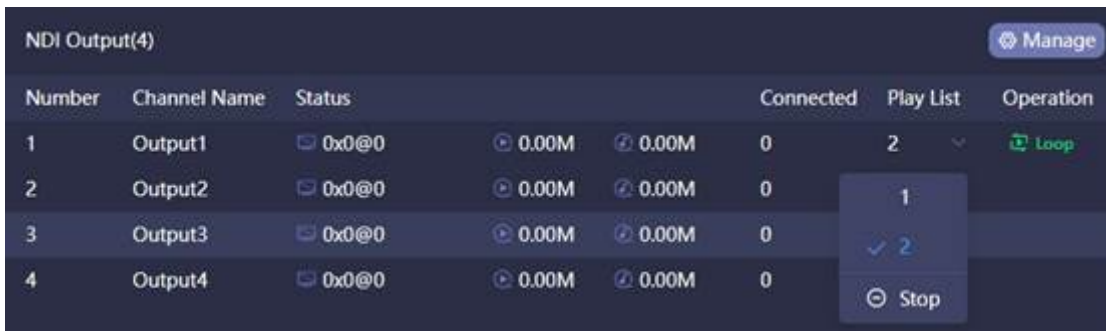 NDI Output(4) Manage
Number Channel Name Status Connected Play List Operation
1 Output1 0x0@0 0.00M 0.00M 0 2 Loop
2 Output2 0x0@0 0.00M 0.00M 0
1
3 Output3 0x0@0 0.00M 0.00M 0
2
4 Output4 0x0@0 0.00M 0.00M 0
Stop